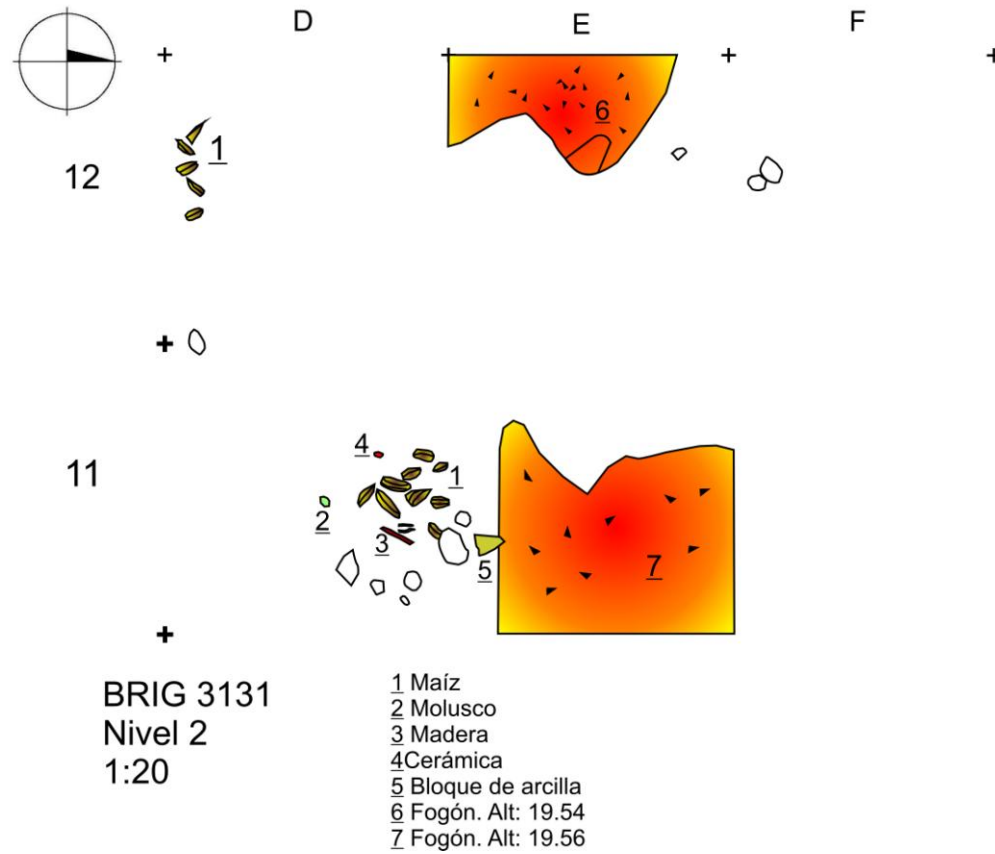 D E F
12
1
6
11
4
1
2
3
5
7
BRIG 3131
Nivel 2
1:20
1 Maíz
2 Molusco
3 Madera
4Cerámica
5 Bloque de arcilla
6 Fogón. Alt: 19.54
7 Fogón. Alt: 19.56